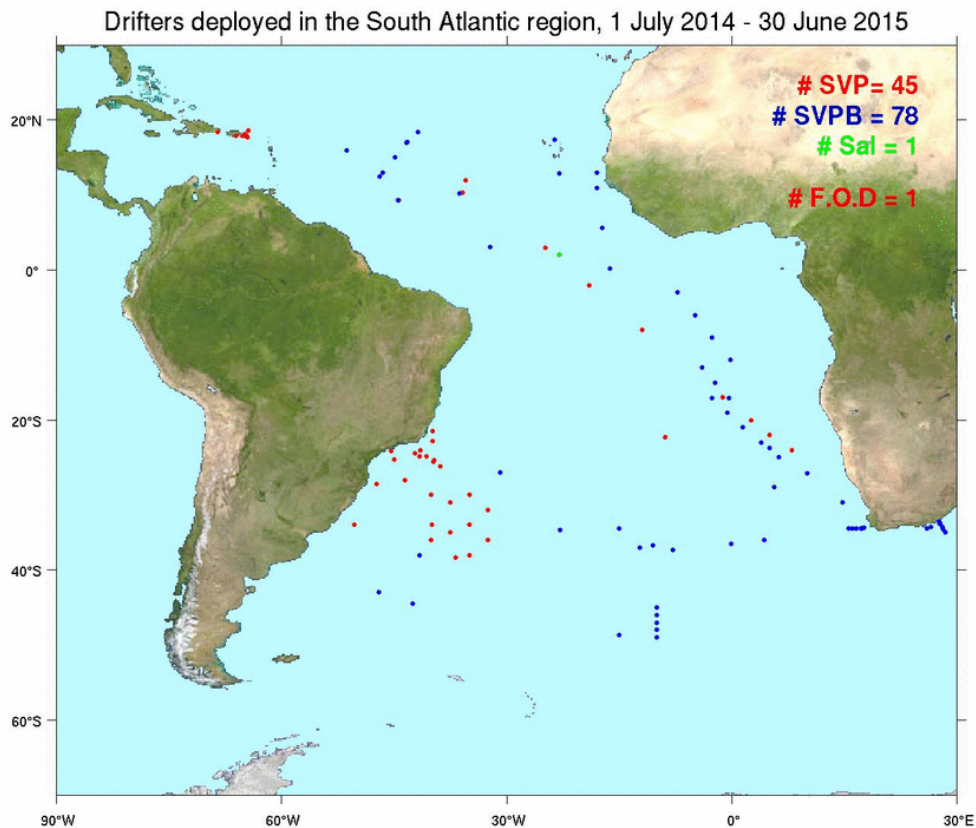 Drifters deployed in the South Atlantic region, 1 July 2014 - 30 June 2015
# SVP= 45
# SVPB = 78
# Sal = 1
# F.O.D = 1
20°N
0°
20°S
40°S
60°S
90°W
60°W
30°W
0°
30°E